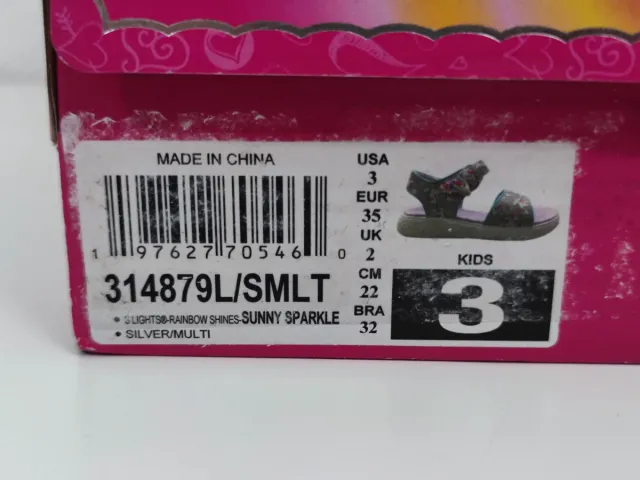 MADE IN CHINA
1 97627 70546 0
314879L/SMLT
• S LIGHTS®-RAINBOW SHINES-SUNNY SPARKLE
• SILVER/MULTI
USA
3
EUR
35
UK
2
CM
22
BRA
32
KIDS
3